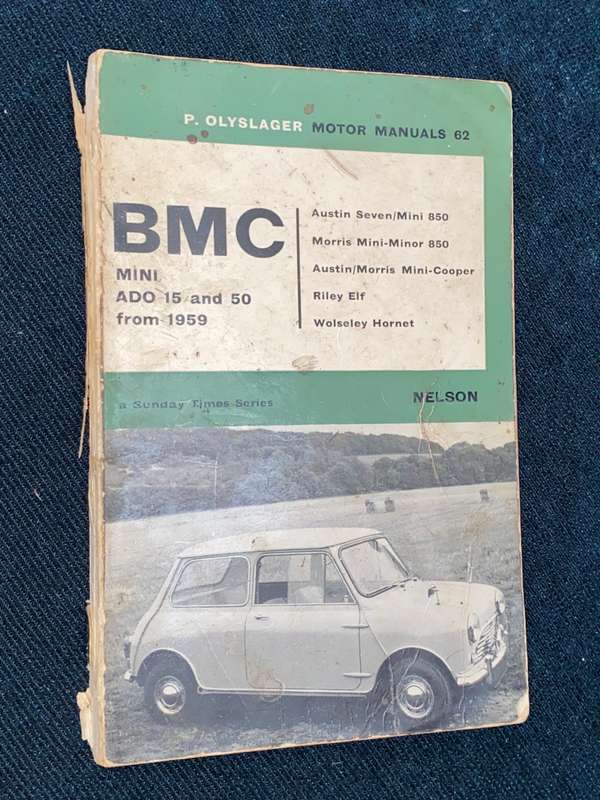 P. OLYSLAGER MOTOR MANUALS 62
BMC
MINI
ADO 15 and 50
from 1959
Austin Seven/Mini 850
Morris Mini-Minor 850
Austin/Morris Mini-Cooper
Riley Elf
Wolseley Hornet
a Sunday Times Series
NELSON